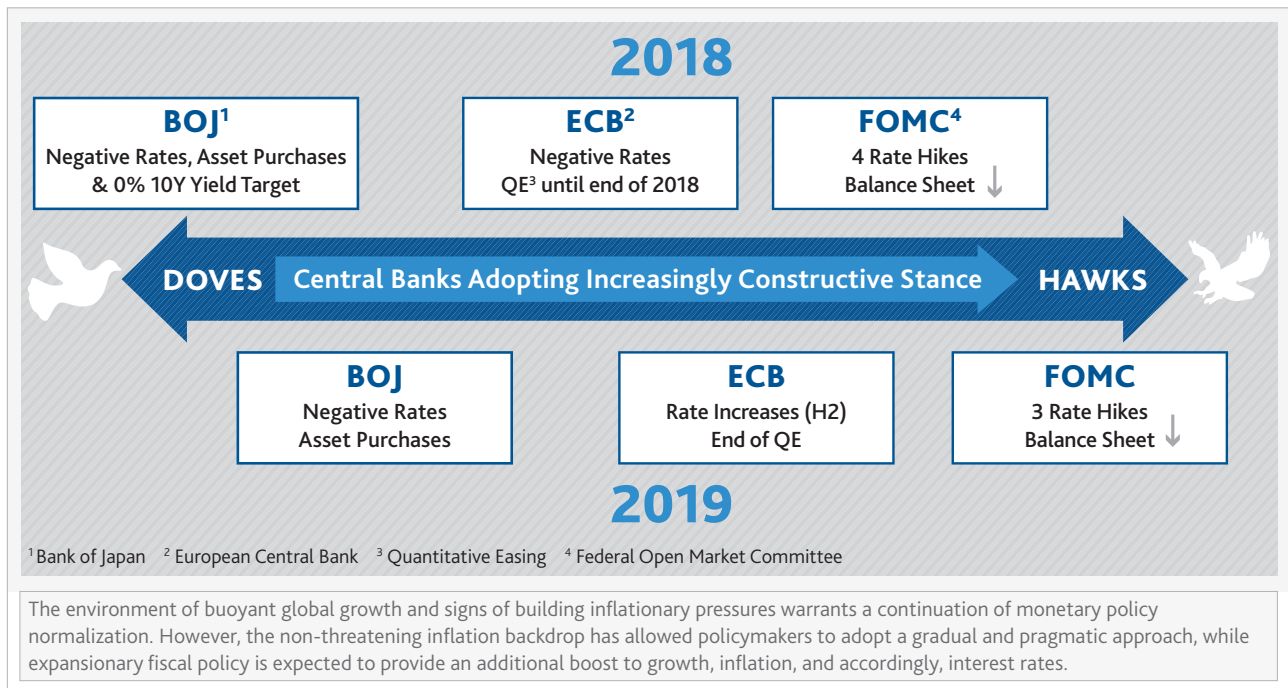 2018
BOJ¹
Negative Rates, Asset Purchases
& 0% 10Y Yield Target
ECB²
Negative Rates
QE³ until end of 2018
FOMC⁴
4 Rate Hikes
Balance Sheet ↓
DOVES
Central Banks Adopting Increasingly Constructive Stance
HAWKS
BOJ
Negative Rates
Asset Purchases
ECB
Rate Increases (H2)
End of QE
FOMC
3 Rate Hikes
Balance Sheet ↓
2019
¹ Bank of Japan ² European Central Bank ³ Quantitative Easing ⁴ Federal Open Market Committee
The environment of buoyant global growth and signs of building inflationary pressures warrants a continuation of monetary policy
normalization. However, the non-threatening inflation backdrop has allowed policymakers to adopt a gradual and pragmatic approach, while
expansionary fiscal policy is expected to provide an additional boost to growth, inflation, and accordingly, interest rates.